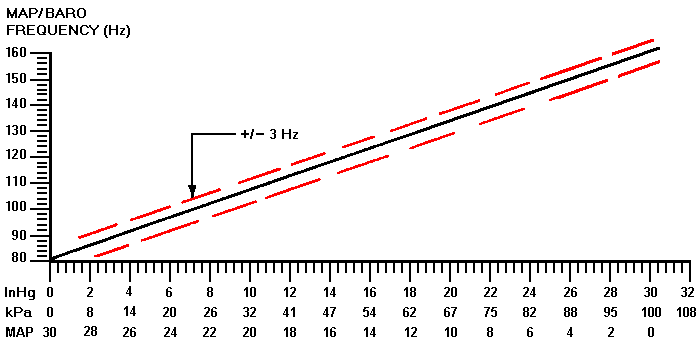 MAP/BARO
FREQUENCY (Hz)
160
150
140
130
120
110
100
90
80
+/- 3 Hz
InHg 0 2 4 6 8 10 12 14 16 18 20 22 24 26 28 30 32
kPa 0 8 14 20 26 32 41 47 54 62 67 75 82 88 95 100 108
MAP 30 28 26 24 22 20 18 16 14 12 10 8 6 4 2 0